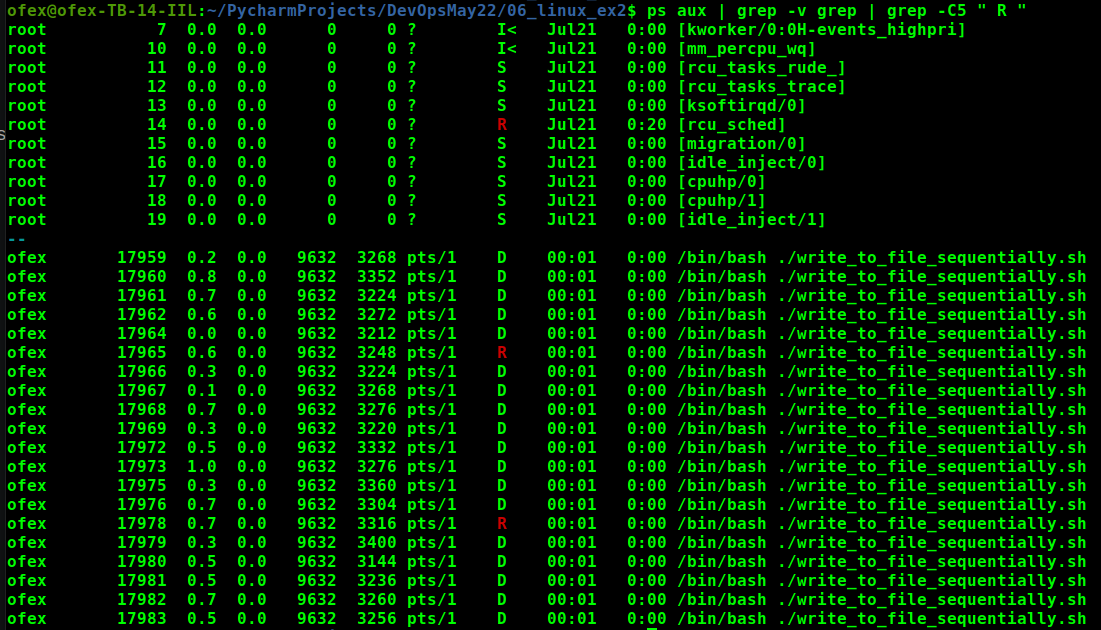 ofex@ofex-TB-14-IIL:~/PycharmProjects/DevOpsMay22/06_linux_ex2$ ps aux | grep -v grep | grep -C5 " R "
root           7  0.0  0.0      0     0 ?        I<   Jul21   0:00 [kworker/0:0H-events_highpri]
root          10  0.0  0.0      0     0 ?        I<   Jul21   0:00 [mm_percpu_wq]
root          11  0.0  0.0      0     0 ?        S    Jul21   0:00 [rcu_tasks_rude_]
root          12  0.0  0.0      0     0 ?        S    Jul21   0:00 [rcu_tasks_trace]
root          13  0.0  0.0      0     0 ?        S    Jul21   0:00 [ksoftirqd/0]
root          14  0.0  0.0      0     0 ?        R    Jul21   0:20 [rcu_sched]
root          15  0.0  0.0      0     0 ?        S    Jul21   0:00 [migration/0]
root          16  0.0  0.0      0     0 ?        S    Jul21   0:00 [idle_inject/0]
root          17  0.0  0.0      0     0 ?        S    Jul21   0:00 [cpuhp/0]
root          18  0.0  0.0      0     0 ?        S    Jul21   0:00 [cpuhp/1]
root          19  0.0  0.0      0     0 ?        S    Jul21   0:00 [idle_inject/1]
--
ofex       17959  0.2  0.0   9632  3268 pts/1    D    00:01   0:00 /bin/bash ./write_to_file_sequentially.sh
ofex       17960  0.8  0.0   9632  3352 pts/1    D    00:01   0:00 /bin/bash ./write_to_file_sequentially.sh
ofex       17961  0.7  0.0   9632  3224 pts/1    D    00:01   0:00 /bin/bash ./write_to_file_sequentially.sh
ofex       17962  0.6  0.0   9632  3272 pts/1    D    00:01   0:00 /bin/bash ./write_to_file_sequentially.sh
ofex       17964  0.0  0.0   9632  3212 pts/1    D    00:01   0:00 /bin/bash ./write_to_file_sequentially.sh
ofex       17965  0.6  0.0   9632  3248 pts/1    R    00:01   0:00 /bin/bash ./write_to_file_sequentially.sh
ofex       17966  0.3  0.0   9632  3224 pts/1    D    00:01   0:00 /bin/bash ./write_to_file_sequentially.sh
ofex       17967  0.1  0.0   9632  3268 pts/1    D    00:01   0:00 /bin/bash ./write_to_file_sequentially.sh
ofex       17968  0.7  0.0   9632  3276 pts/1    D    00:01   0:00 /bin/bash ./write_to_file_sequentially.sh
ofex       17969  0.3  0.0   9632  3220 pts/1    D    00:01   0:00 /bin/bash ./write_to_file_sequentially.sh
ofex       17972  0.5  0.0   9632  3332 pts/1    D    00:01   0:00 /bin/bash ./write_to_file_sequentially.sh
ofex       17973  1.0  0.0   9632  3276 pts/1    D    00:01   0:00 /bin/bash ./write_to_file_sequentially.sh
ofex       17975  0.3  0.0   9632  3360 pts/1    D    00:01   0:00 /bin/bash ./write_to_file_sequentially.sh
ofex       17976  0.7  0.0   9632  3304 pts/1    D    00:01   0:00 /bin/bash ./write_to_file_sequentially.sh
ofex       17978  0.7  0.0   9632  3316 pts/1    R    00:01   0:00 /bin/bash ./write_to_file_sequentially.sh
ofex       17979  0.3  0.0   9632  3400 pts/1    D    00:01   0:00 /bin/bash ./write_to_file_sequentially.sh
ofex       17980  0.5  0.0   9632  3144 pts/1    D    00:01   0:00 /bin/bash ./write_to_file_sequentially.sh
ofex       17981  0.5  0.0   9632  3236 pts/1    D    00:01   0:00 /bin/bash ./write_to_file_sequentially.sh
ofex       17982  0.7  0.0   9632  3260 pts/1    D    00:01   0:00 /bin/bash ./write_to_file_sequentially.sh
ofex       17983  0.5  0.0   9632  3256 pts/1    D    00:01   0:00 /bin/bash ./write_to_file_sequentially.sh